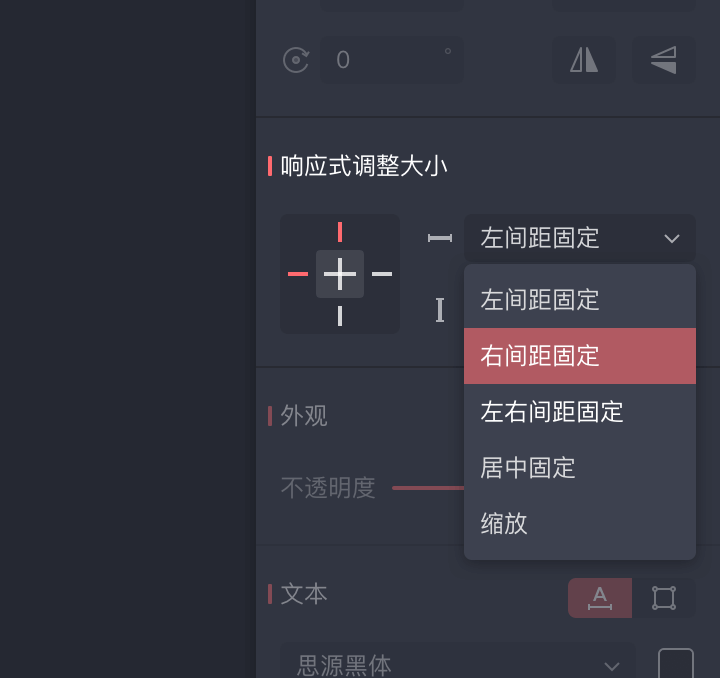 0 °
响应式调整大小
左间距固定
左间距固定
右间距固定
左右间距固定
居中固定
缩放
外观
不透明度
文本
A
思源黑体